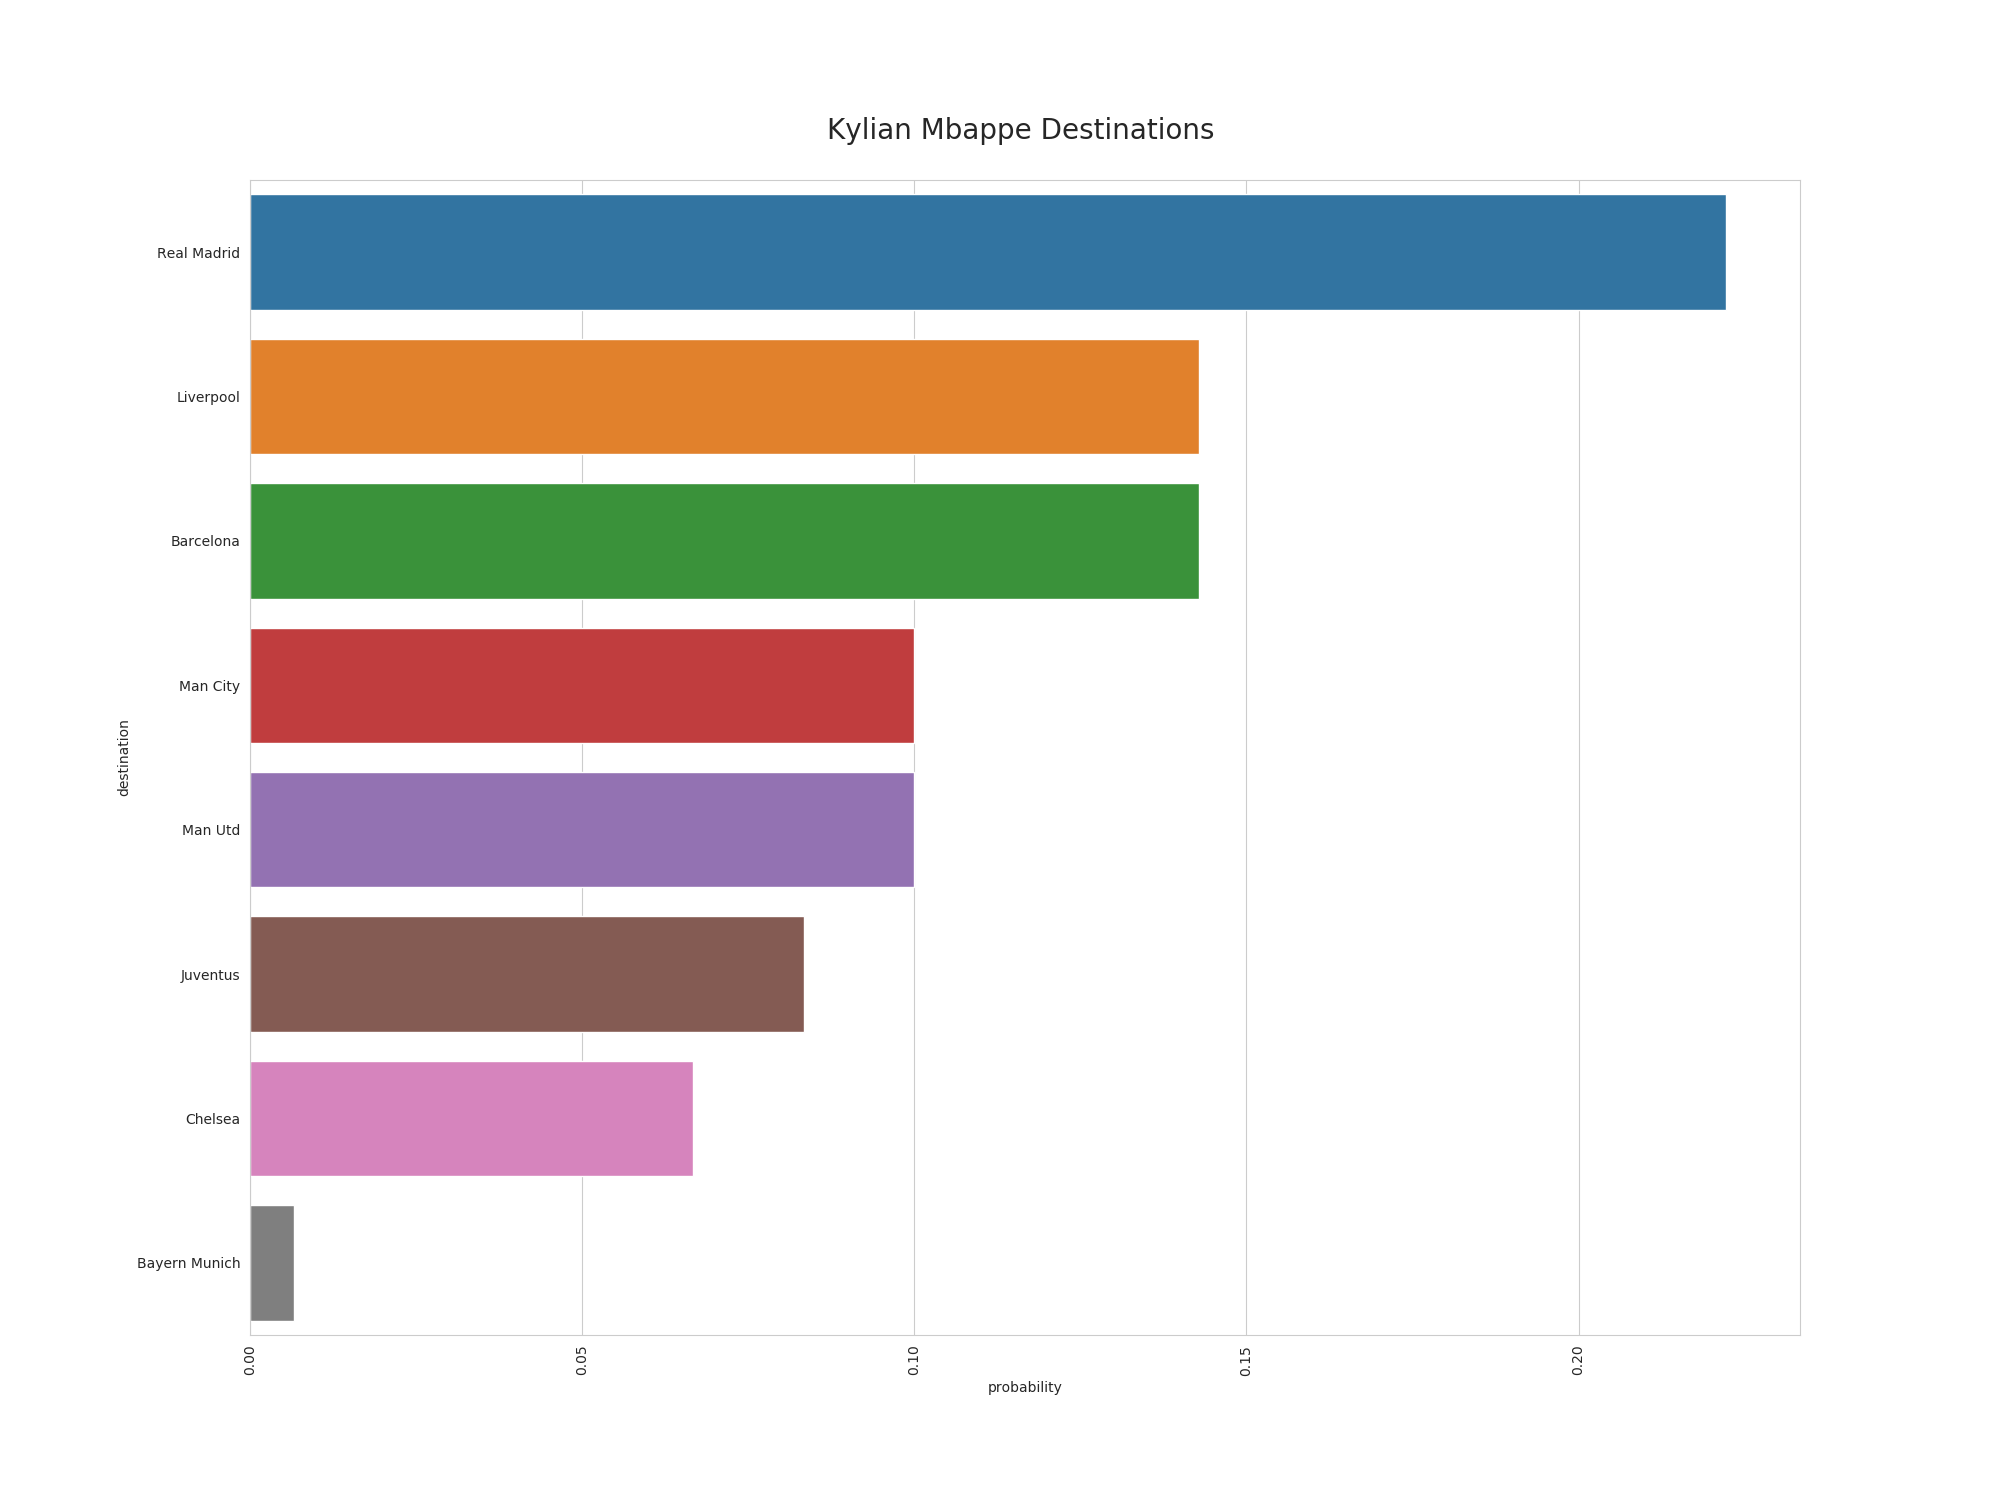 Kylian Mbappe Destinations
Real Madrid
Liverpool
Barcelona
Man City
Man Utd
Juventus
Chelsea
Bayern Munich
destination
0.00
0.05
0.10
0.15
0.20
probability